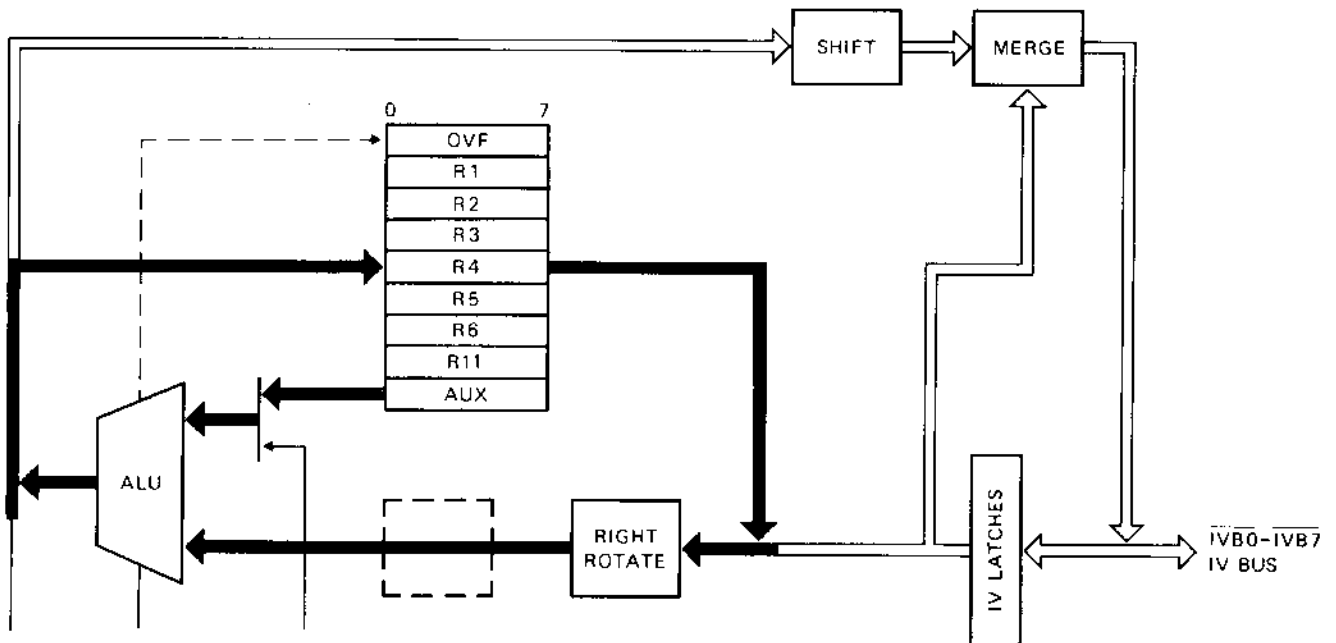 SHIFT
MERGE
0 7
OVF
R1
R2
R3
R4
R5
R6
R11
AUX
ALU
RIGHT
ROTATE
IV LATCHES
IVB0-IVB7
IV BUS